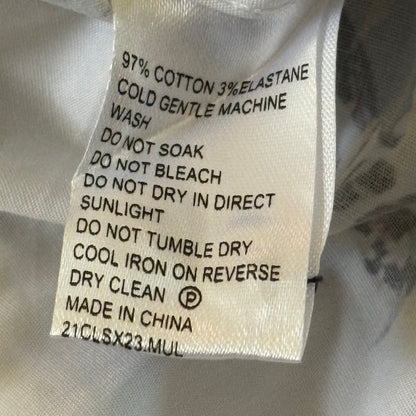 97% COTTON 3%ELASTANE
COLD GENTLE MACHINE
WASH
DO NOT SOAK
DO NOT BLEACH
DO NOT DRY IN DIRECT
SUNLIGHT
DO NOT TUMBLE DRY
COOL IRON ON REVERSE
DRY CLEAN Ⓟ
MADE IN CHINA
21CLSX23.MUL